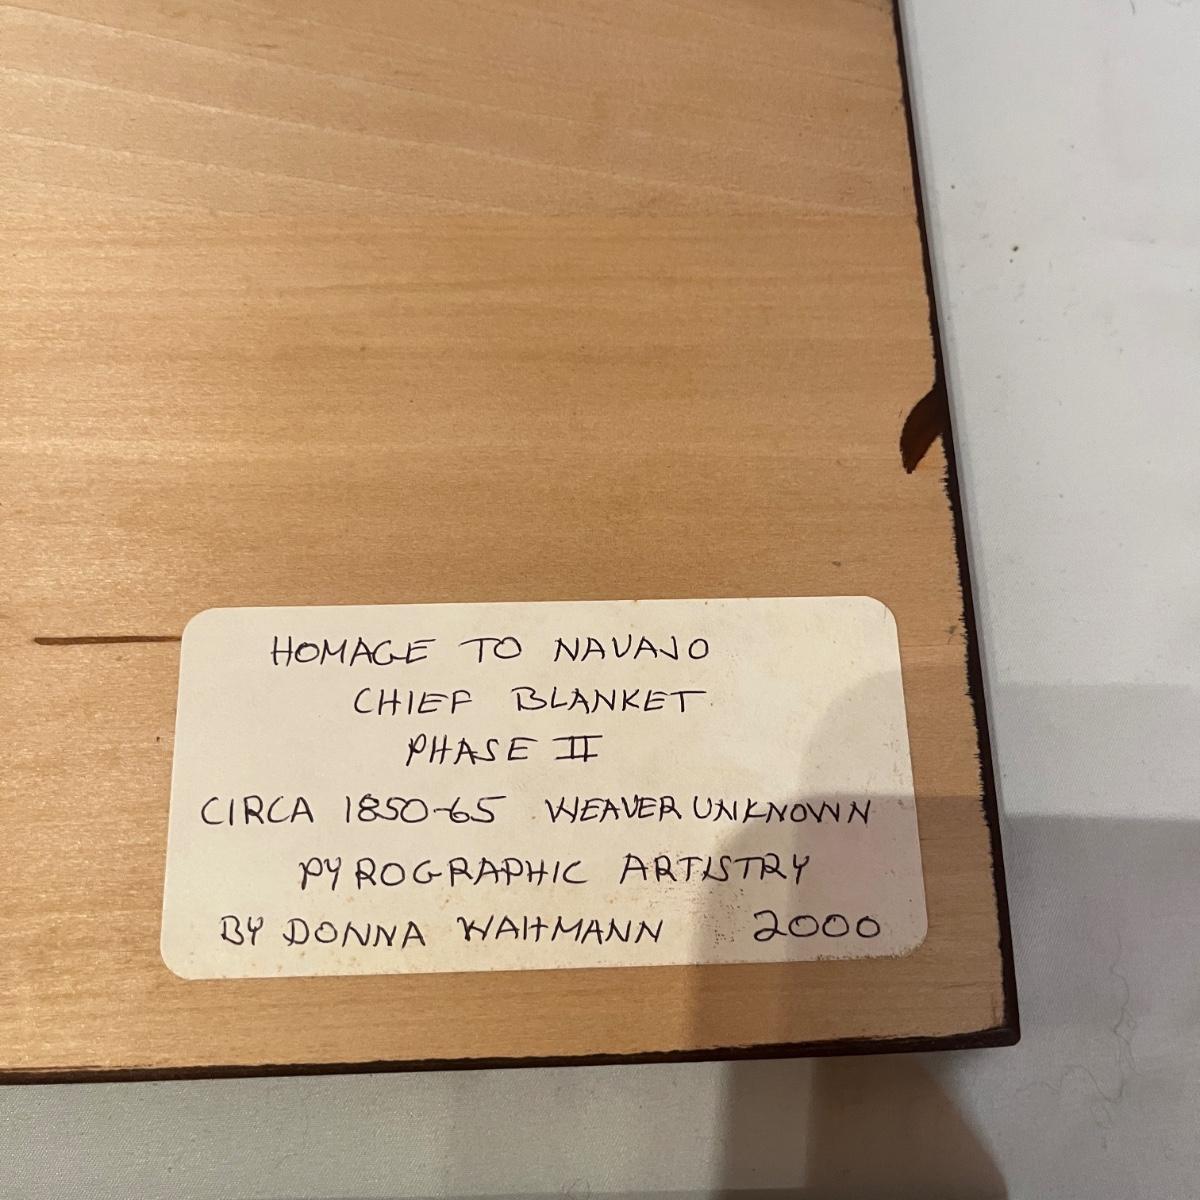 HOMAGE TO NAVAJO
CHIEF BLANKET
PHASE II
CIRCA 1850-65 WEAVER UNKNOWN
PYROGRAPHIC ARTISTRY
BY DONNA WAITMANN 2000